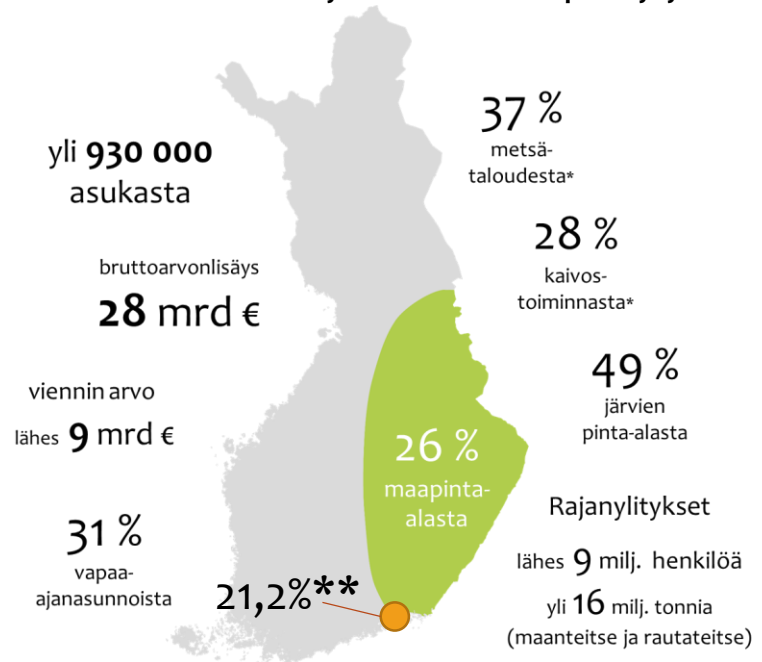 37 %
metsä-
taloudesta*
yli 930 000
asukasta
28 %
kaivos-
toiminnasta*
bruttoarvonlisäys
28 mrd €
49 %
järvien
pinta-alasta
viennin arvo
lähes 9 mrd €
26 %
maapinta-
alasta
Rajanylitykset
lähes 9 milj. henkilöä
yli 16 milj. tonnia
(maanteitse ja rautateitse)
31 %
vapaa-
ajanasunnoista
21,2%**